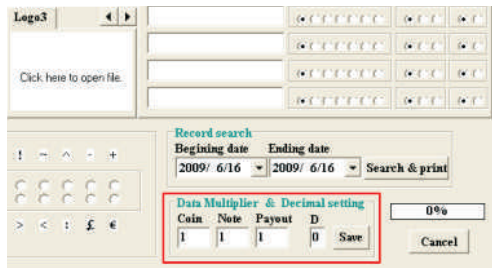 Logo3
Click here to open file.
! ~ ^ - +
> < : £ €
Record search
Begining date Ending date
2009/ 6/16 2009/ 6/16 Search & print
Data Multiplier & Decimal setting
Coin Note Payout D
1 1 1 0 Save
0%
Cancel